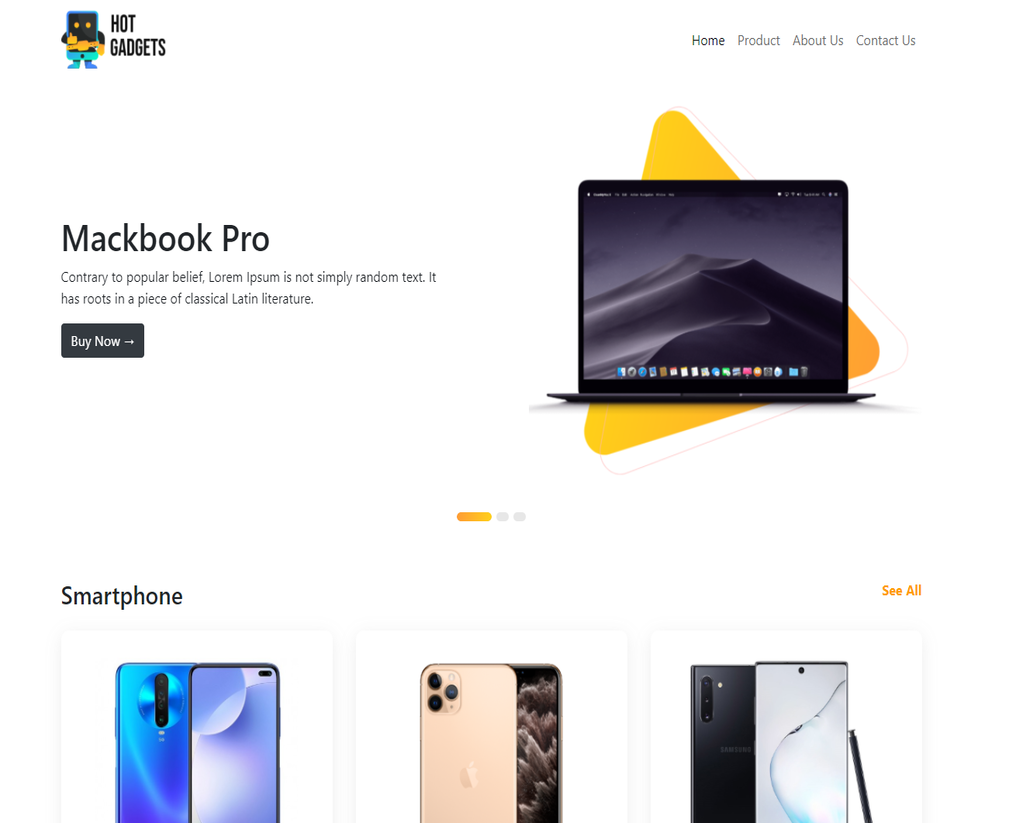 HOT
GADGETS
Home Product About Us Contact Us
Mackbook Pro
Contrary to popular belief, Lorem Ipsum is not simply random text. It
has roots in a piece of classical Latin literature.
Buy Now →
Smartphone
See All
SAMSUNG